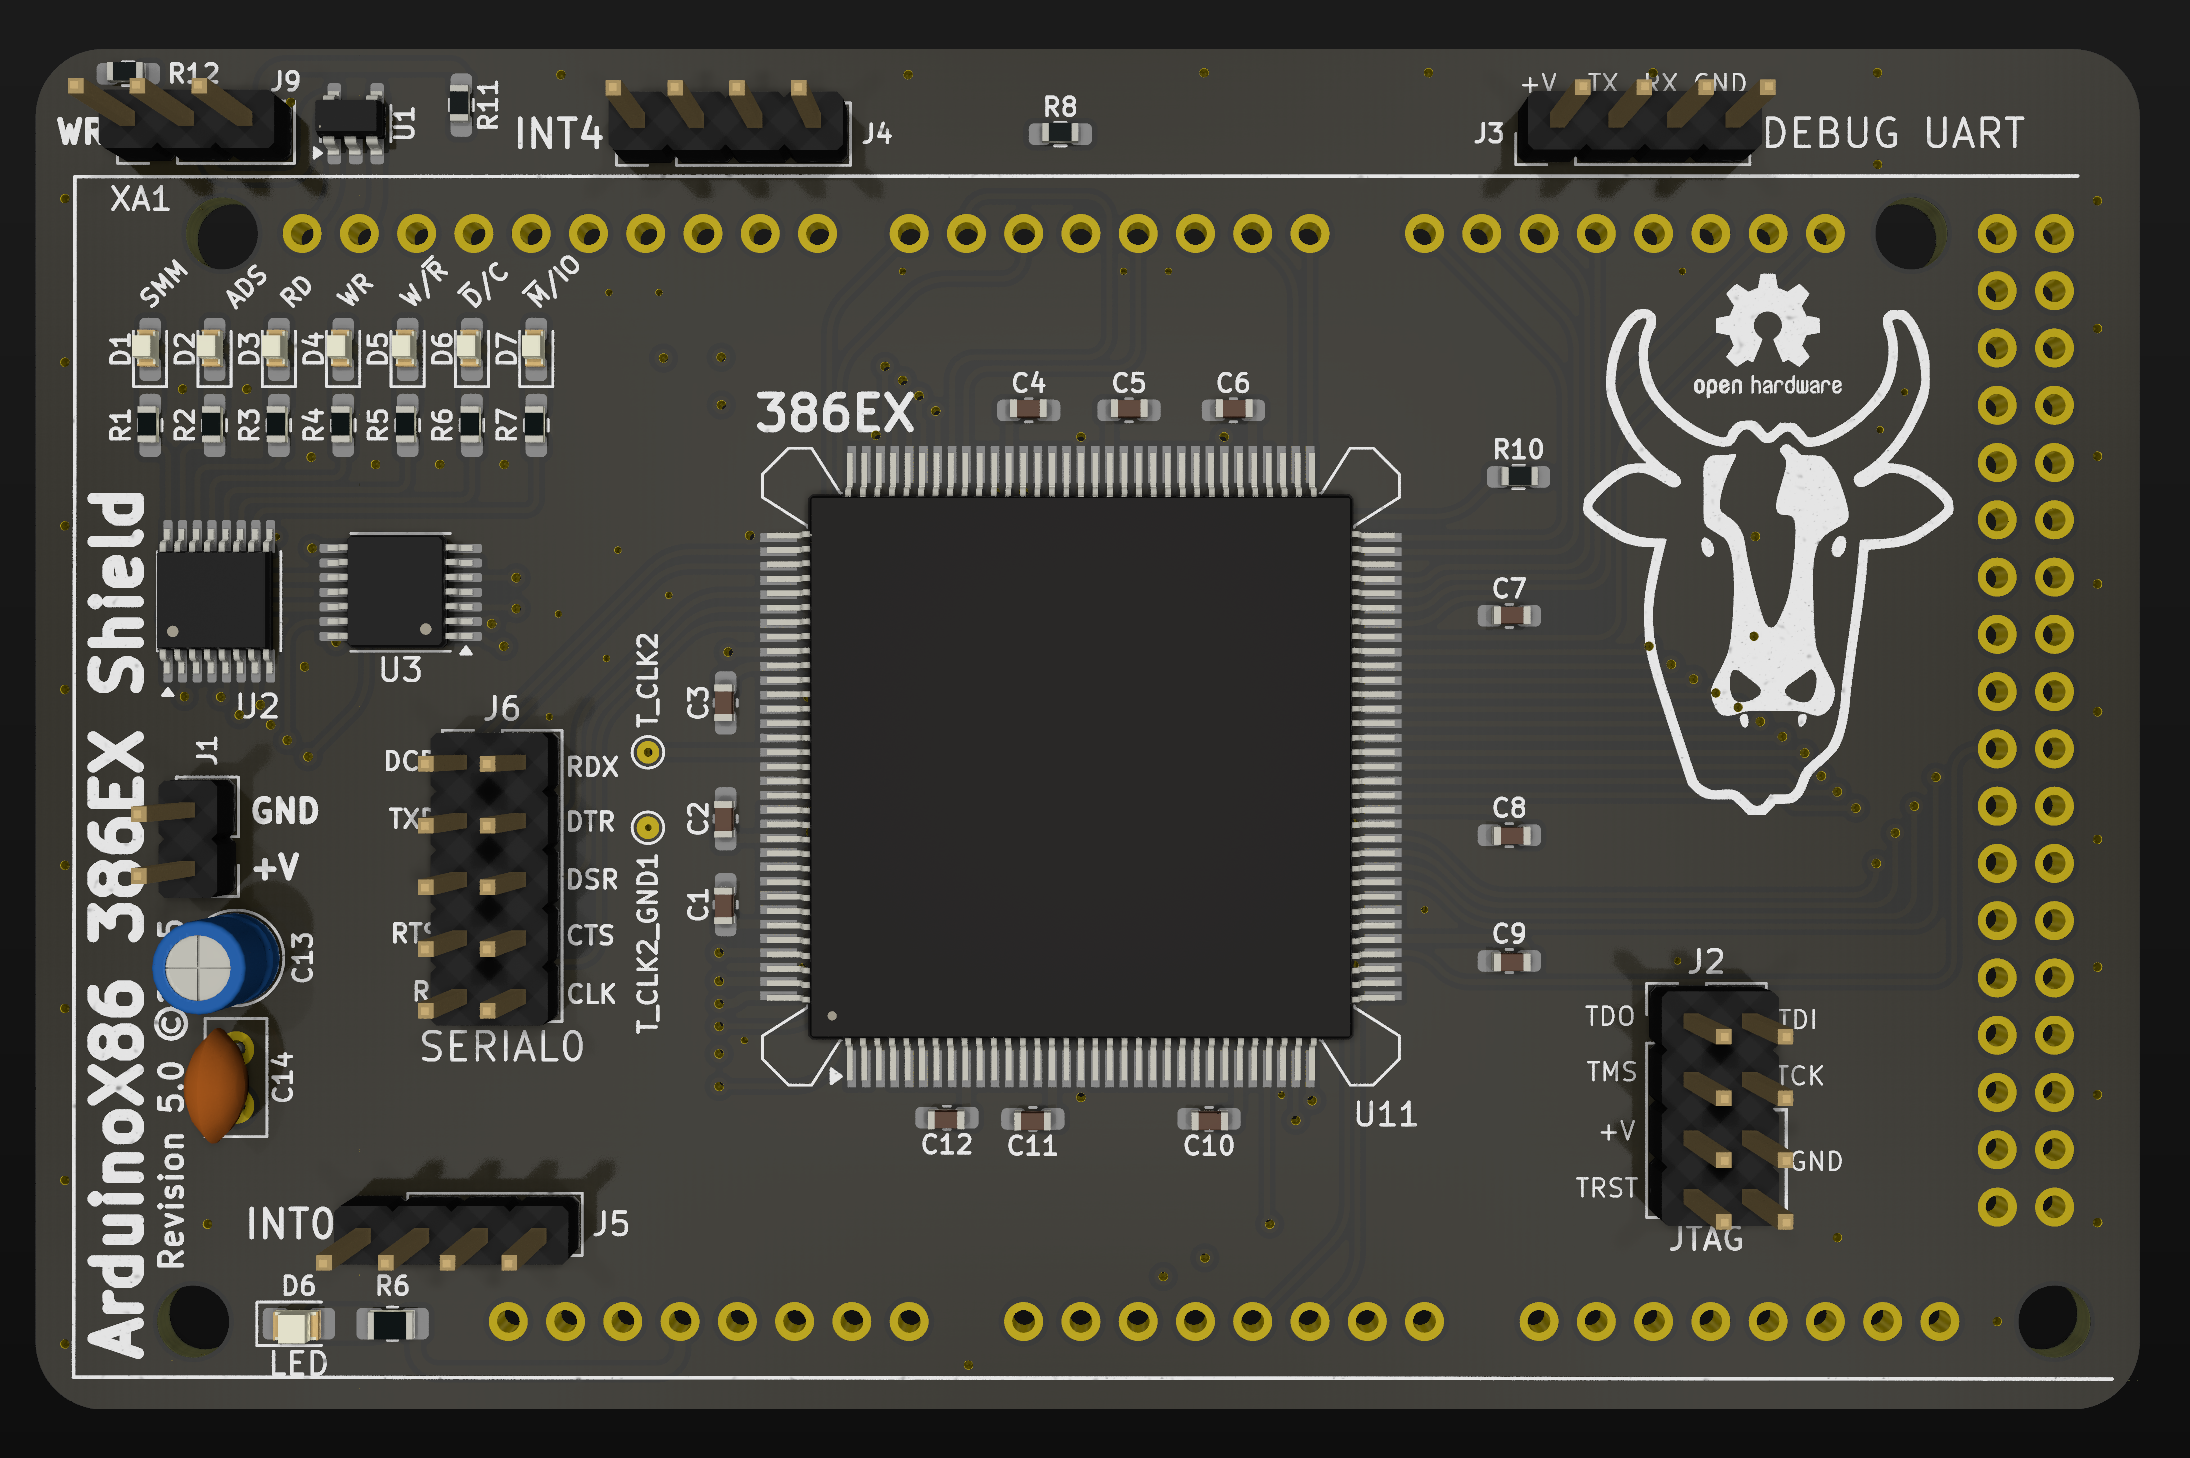 R12
J9
U1
R11
INT4
J4
R8
J3
+V TX RX GND
DEBUG UART
XA1
SMM
ADS
RD
WR
W/R̅
D̅/C
M̅/IO
D1
D2
D3
D4
D5
D6
D7
R1
R2
R3
R4
R5
R6
R7
386EX
C4
C5
C6
R10
open hardware
ArduinoX86 386EX Shield
U2
U3
C7
J6
T_CLK2
C3
J1
GND
+V
RDX
DTR
DSR
CTS
CLK
SERIAL0
T_CLK2_GND1
C2
C1
C8
C9
C13
C14
Revision 5.0
J2
TDO
TDI
TMS
TCK
+V
GND
TRST
JTAG
U11
C12
C11
C10
INT0
J5
D6
R6
LED